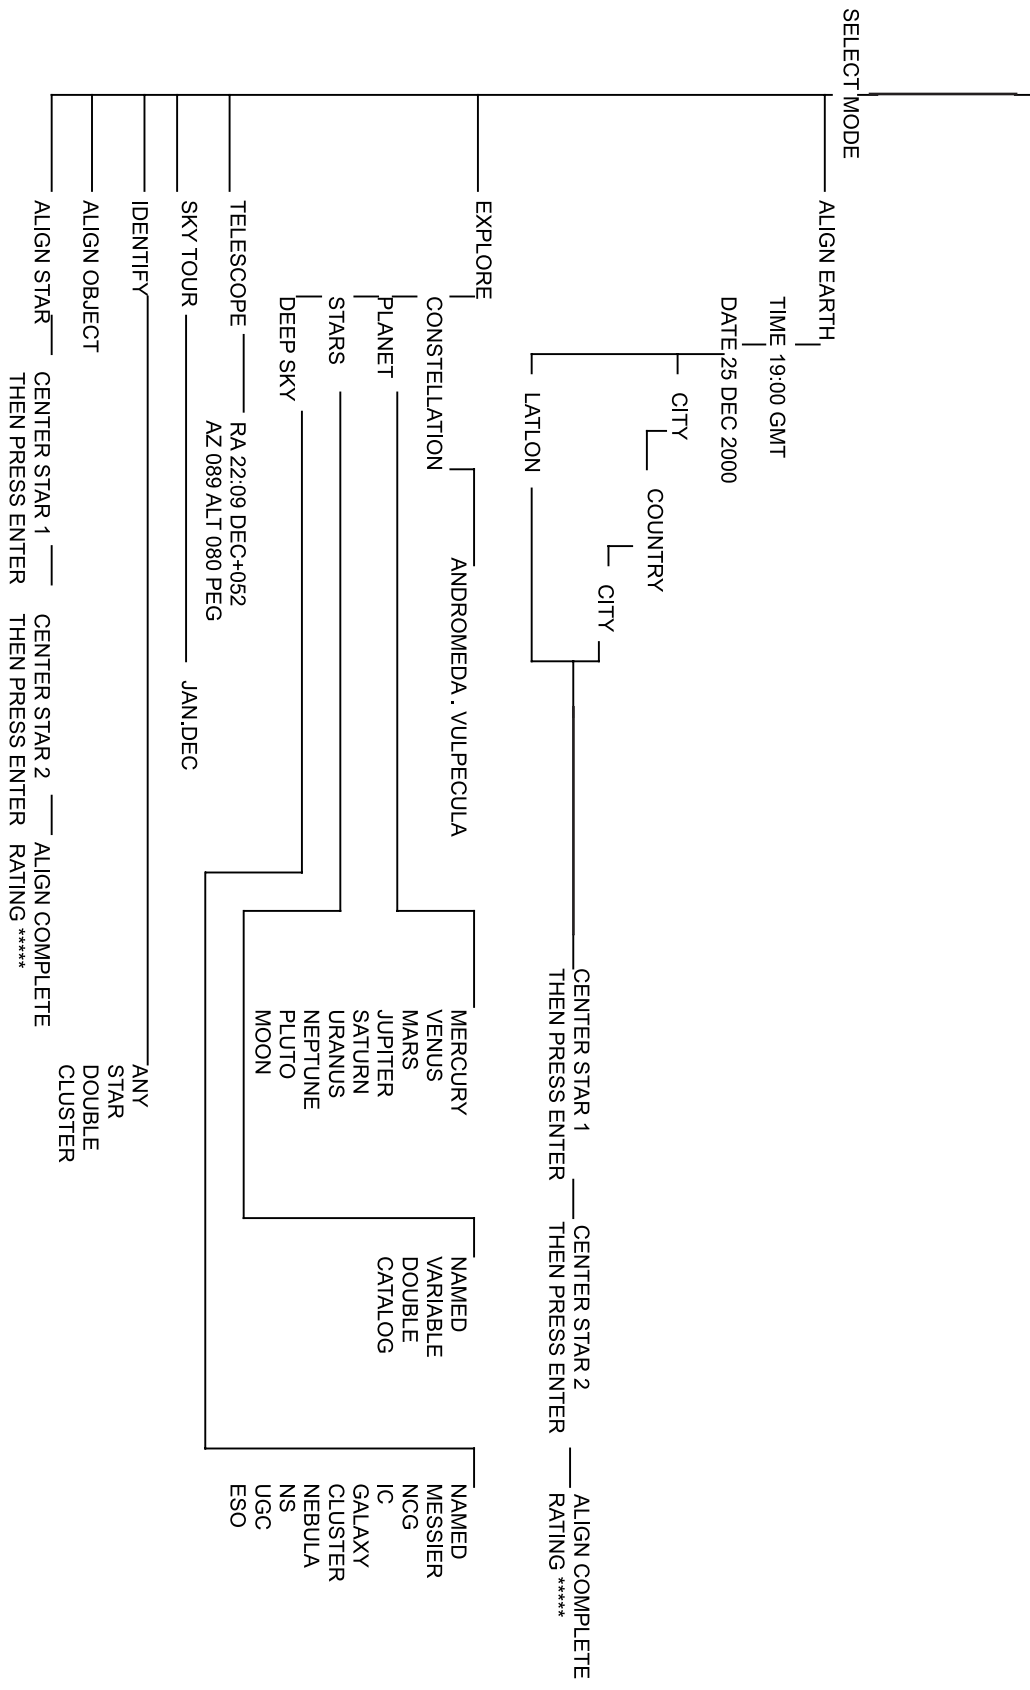 SELECT MODE
ALIGN EARTH
TIME 19:00 GMT
DATE 25 DEC 2000
CITY
COUNTRY
CITY
LATLON
CENTER STAR 1
THEN PRESS ENTER
CENTER STAR 2
THEN PRESS ENTER
ALIGN COMPLETE
RATING *****
EXPLORE
CONSTELLATION
ANDROMEDA . VULPECULA
PLANET
MERCURY
VENUS
MARS
JUPITER
SATURN
URANUS
NEPTUNE
PLUTO
MOON
STARS
NAMED
VARIABLE
DOUBLE
CATALOG
DEEP SKY
NAMED
MESSIER
NCG
IC
GALAXY
CLUSTER
NEBULA
NS
UGC
ESO
TELESCOPE
RA 22:09 DEC+052
AZ 089 ALT 080 PEG
SKY TOUR
JAN.DEC
IDENTIFY
ANY
STAR
DOUBLE
CLUSTER
ALIGN OBJECT
ALIGN STAR
CENTER STAR 1
THEN PRESS ENTER
CENTER STAR 2
THEN PRESS ENTER
ALIGN COMPLETE
RATING *****